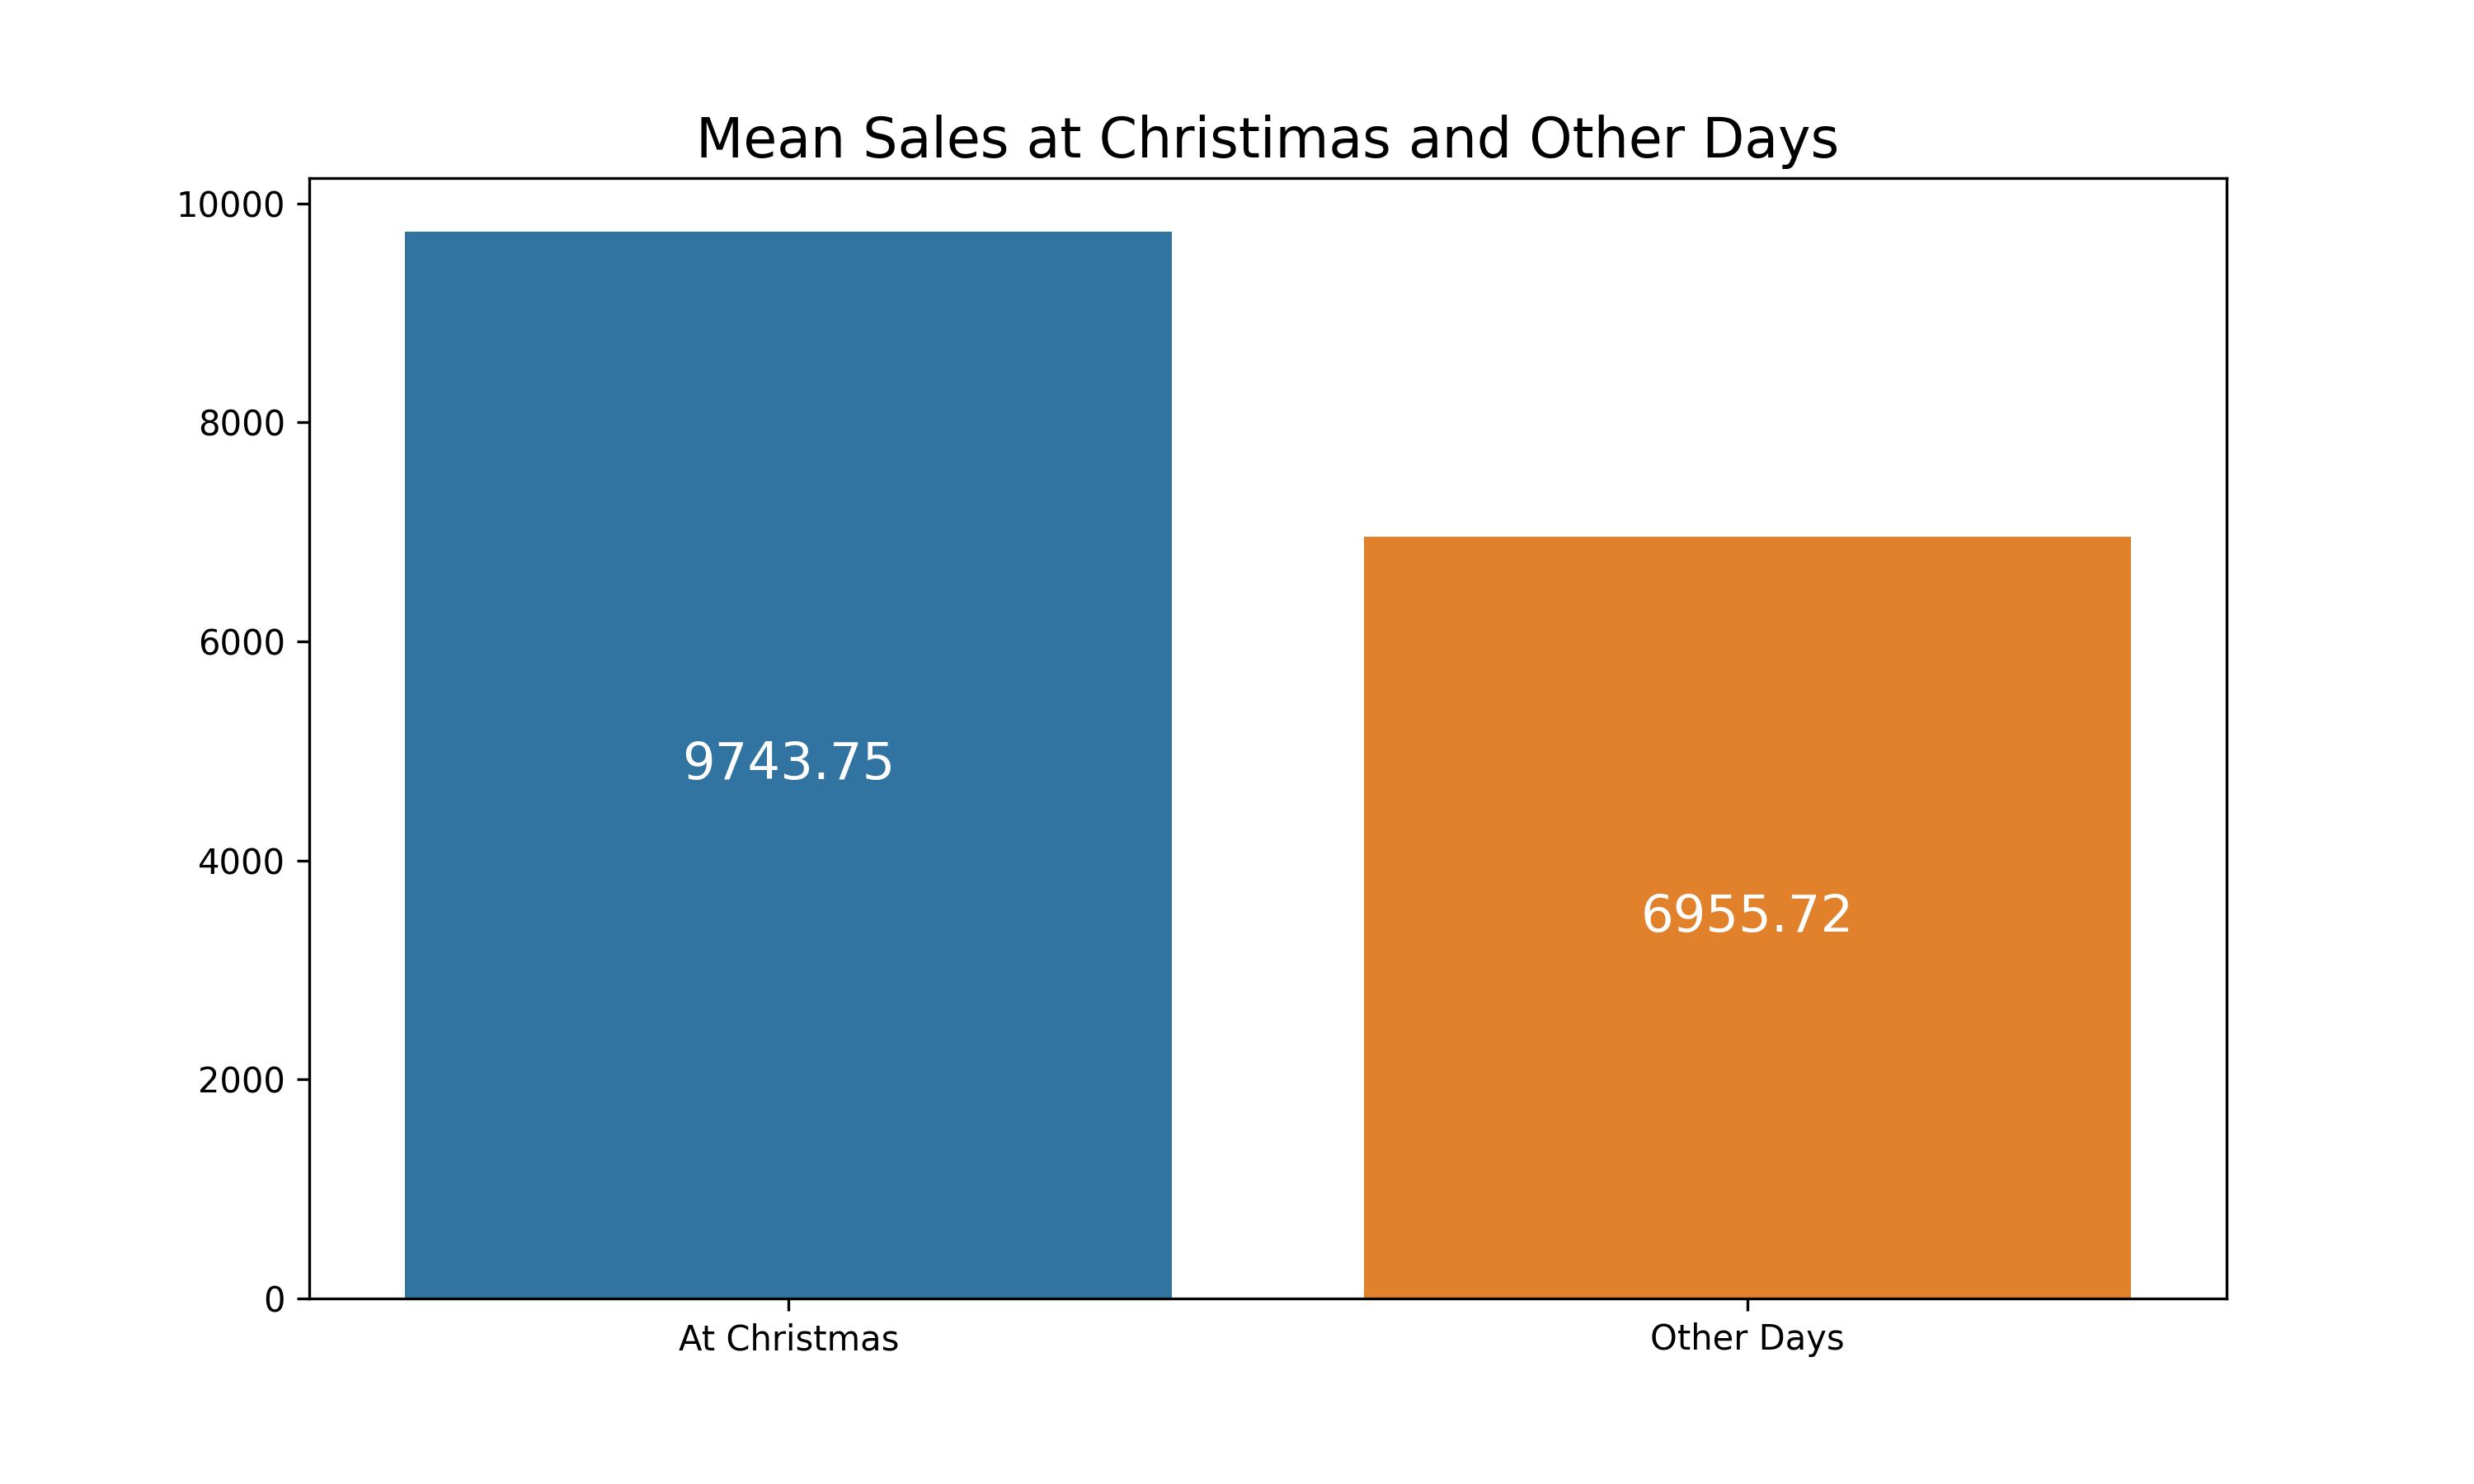 Mean Sales at Christimas and Other Days
10000
8000
6000
4000
2000
0
9743.75
6955.72
At Christmas
Other Days